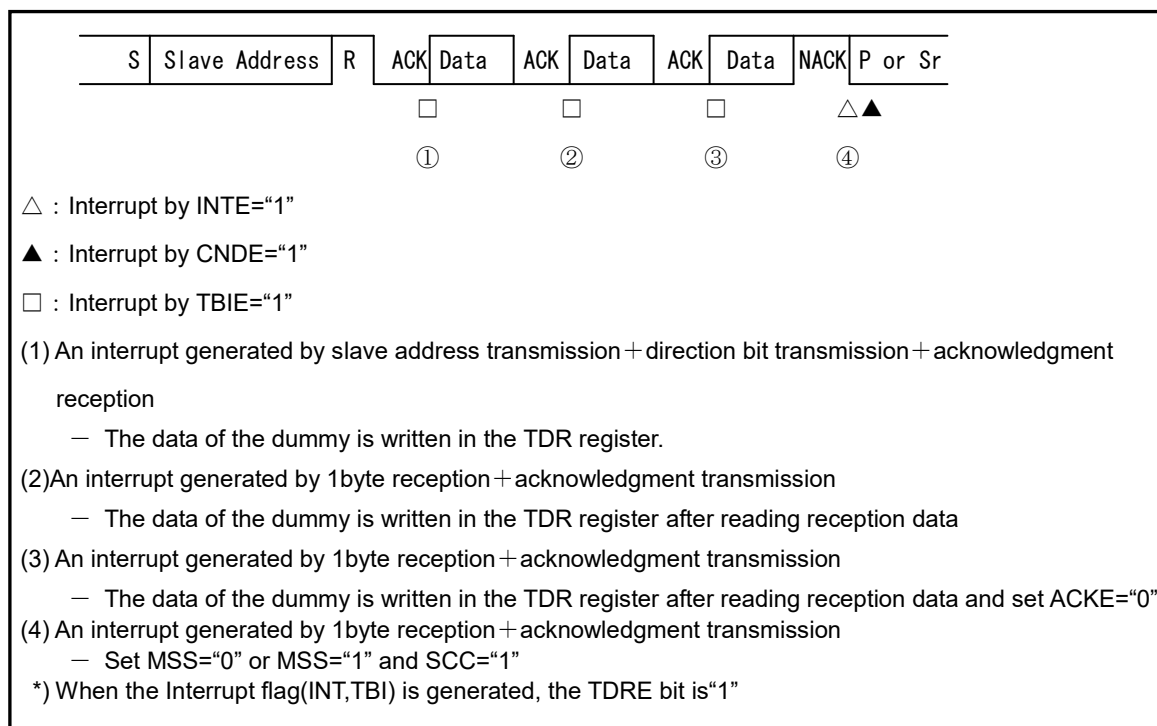 S Slave Address R ACK Data ACK Data ACK Data NACK P or Sr
□ □ □ △▲
① ② ③ ④
△ : Interrupt by INTE=“1”
▲ : Interrupt by CNDE=“1”
□ : Interrupt by TBIE=“1”
(1) An interrupt generated by slave address transmission+direction bit transmission+acknowledgment
reception
— The data of the dummy is written in the TDR register.
(2)An interrupt generated by 1byte reception+acknowledgment transmission
— The data of the dummy is written in the TDR register after reading reception data
(3) An interrupt generated by 1byte reception+acknowledgment transmission
— The data of the dummy is written in the TDR register after reading reception data and set ACKE=“0”
(4) An interrupt generated by 1byte reception+acknowledgment transmission
— Set MSS=“0” or MSS=“1” and SCC=“1”
*) When the Interrupt flag(INT,TBI) is generated, the TDRE bit is“1”